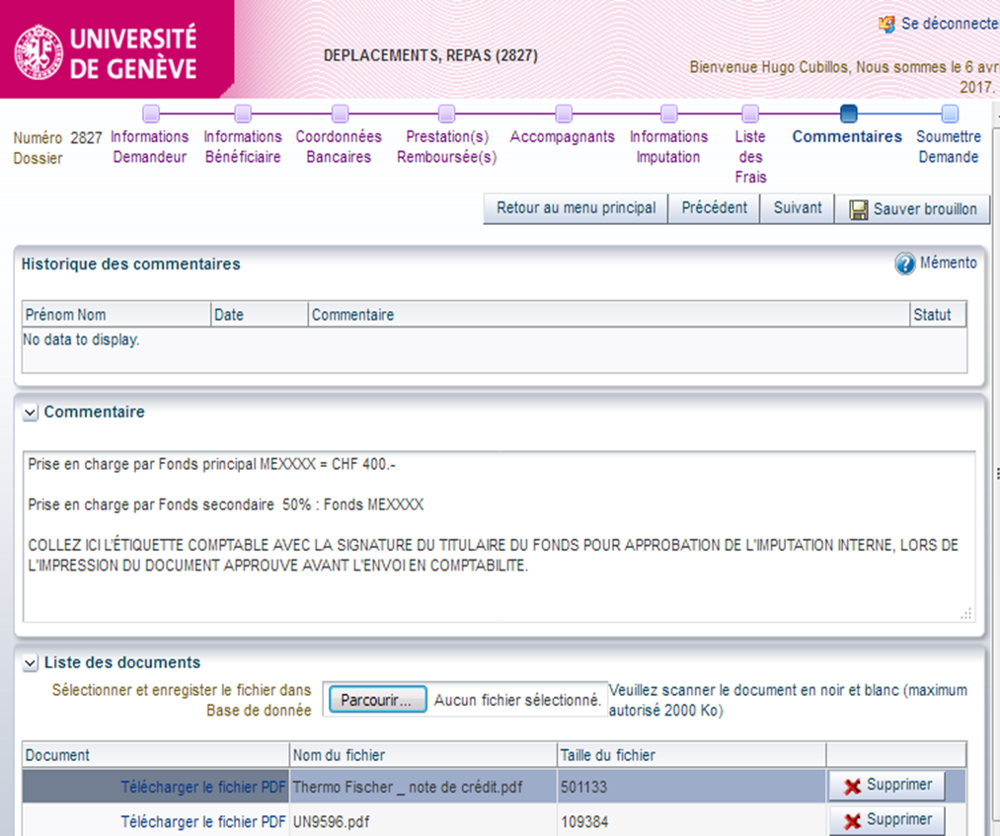 UNIVERSITÉ
DE GENÈVE
DEPLACEMENTS, REPAS (2827)
Se déconnecte
Bienvenue Hugo Cubillos, Nous sommes le 6 avri
2017.
Numéro 2827
Dossier
Informations
Demandeur
Informations
Bénéficiaire
Coordonnées
Bancaires
Prestation(s)
Remboursée(s)
Accompagnants
Informations
Imputation
Liste
des
Frais
Commentaires
Soumettre
Demande
Retour au menu principal
Précédent
Suivant
Sauver brouillon
Historique des commentaires
Mémento
Prénom Nom Date Commentaire Statut
No data to display.
Commentaire
Prise en charge par Fonds principal MEXXXX = CHF 400.-
Prise en charge par Fonds secondaire 50% : Fonds MEXXXX
COLLEZ ICI L'ÉTIQUETTE COMPTABLE AVEC LA SIGNATURE DU TITULAIRE DU FONDS POUR APPROBATION DE L'IMPUTATION INTERNE, LORS DE
L'IMPRESSION DU DOCUMENT APPROUVE AVANT L'ENVOI EN COMPTABILITE.
Liste des documents
Sélectionner et enregister le fichier dans
Base de donnée
Parcourir... Aucun fichier sélectionné.
Veuillez scanner le document en noir et blanc (maximum
autorisé 2000 Ko)
Document Nom du fichier Taille du fichier
Télécharger le fichier PDF Thermo Fischer _ note de crédit.pdf 501133 Supprimer
Télécharger le fichier PDF UN9596.pdf 109384 Supprimer